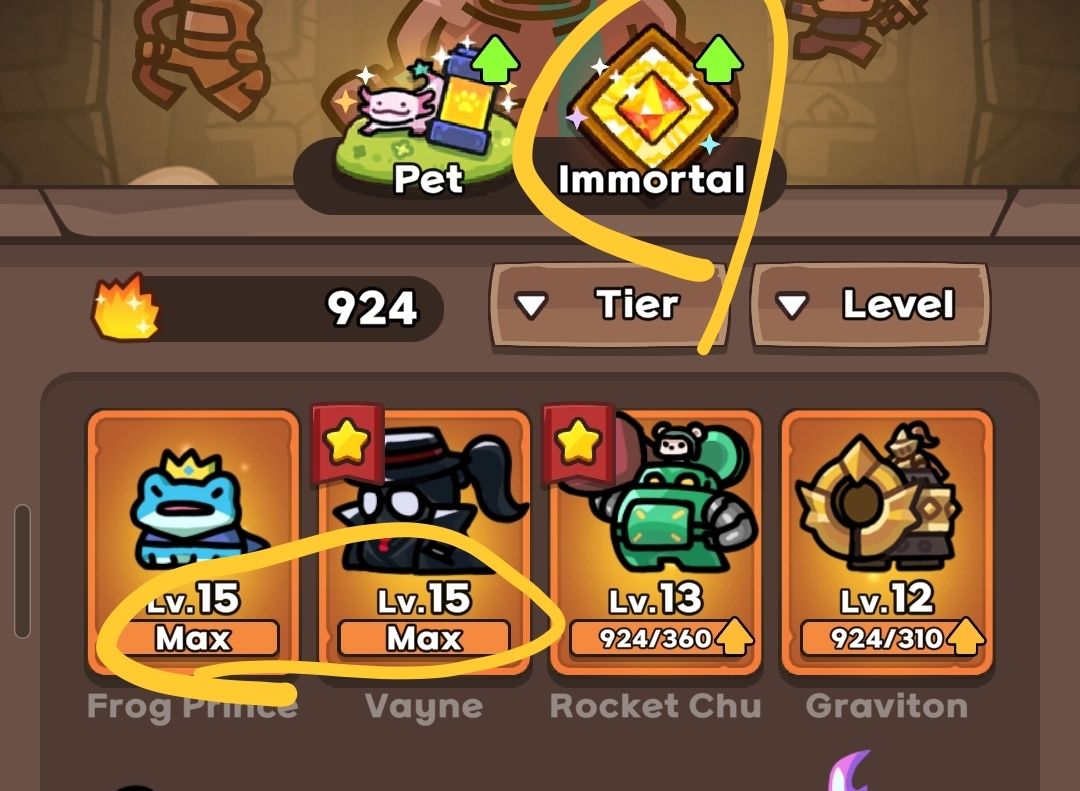 Pet
Immortal
924
Tier
Level
Lv.15
Lv.15
Lv.13
Lv.12
Max
Max
924/360
924/310
Frog Prince
Vayne
Rocket Chu
Graviton